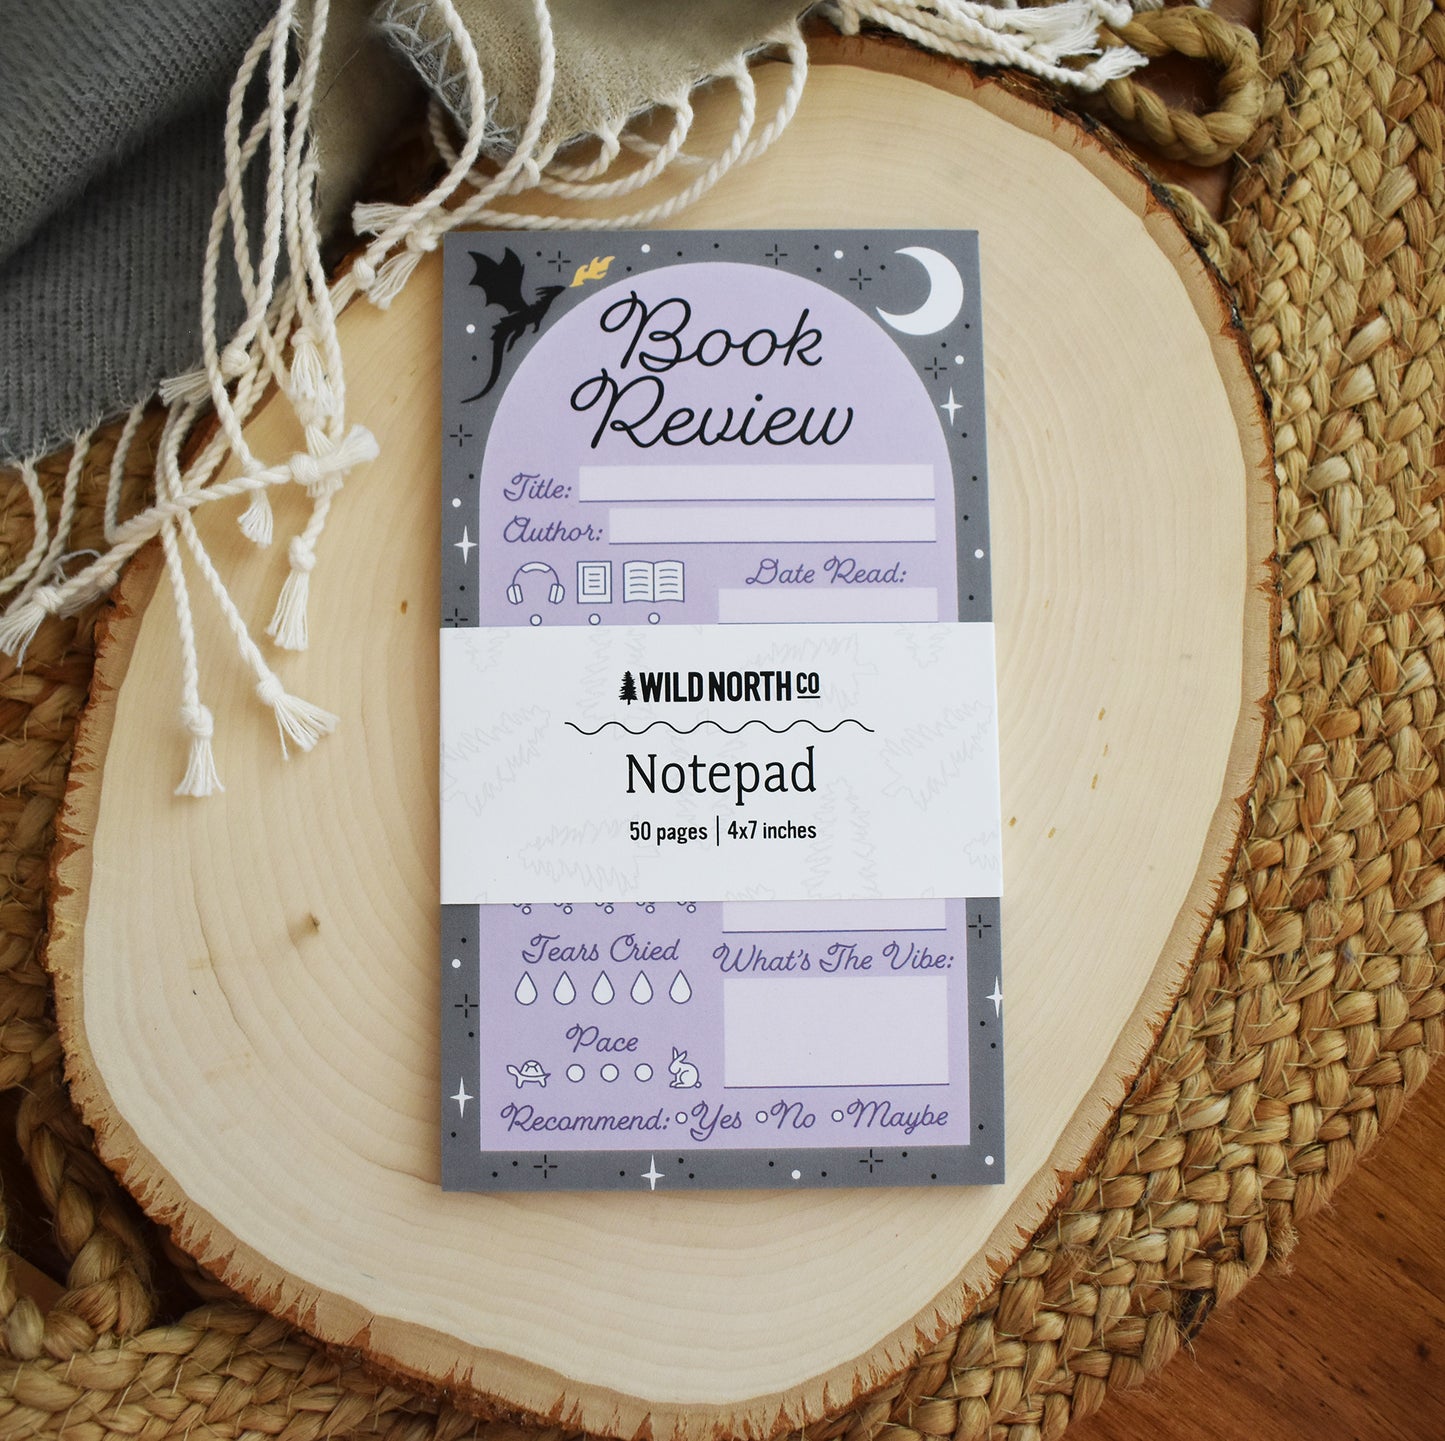 Book
Review
Title:
Author:
Date Read:
WILD NORTH CO
Notepad
50 pages | 4x7 inches
Tears Cried
What's The Vibe:
Pace
Recommend: Yes No Maybe